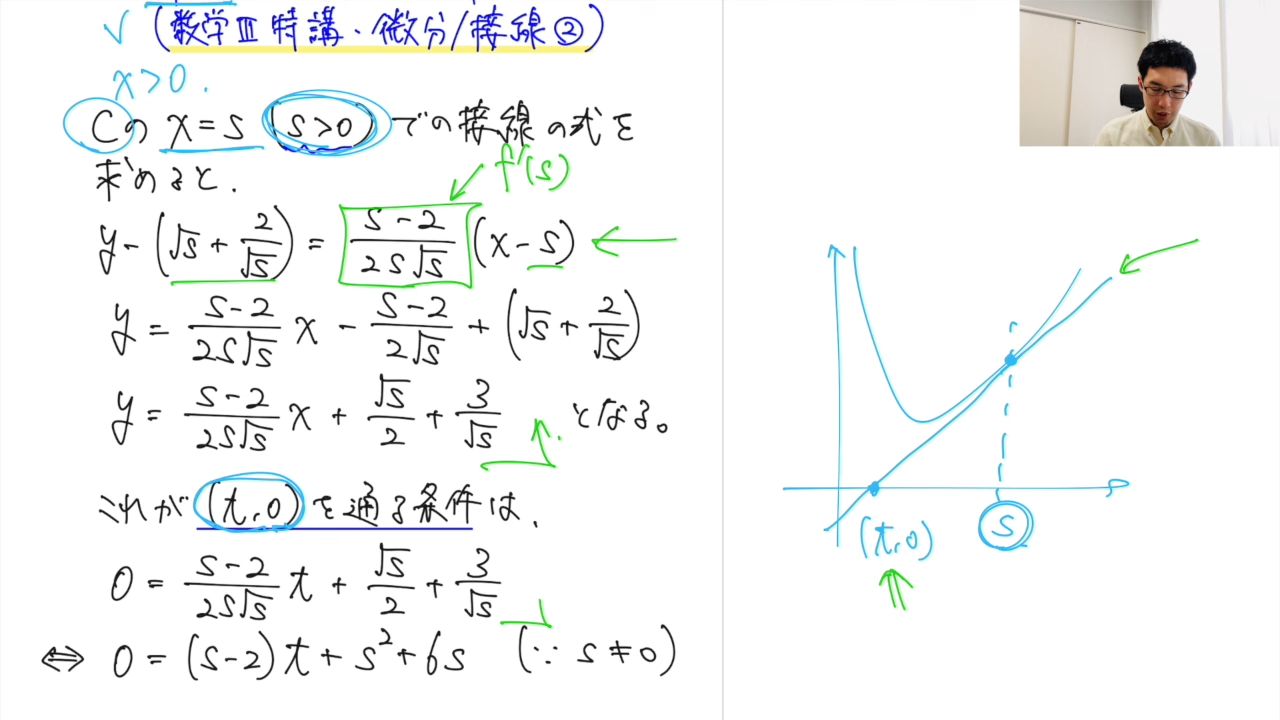 ✓ (数学Ⅲ特講・微分/接線②)
x>0.
Cの x=s (s>0) での接線の式を
求めると.
f'(s)
y-(√s + 2/√s) = (s-2)/(2s√s) (x-s)
y = (s-2)/(2s√s) x - (s-2)/(2√s) + (√s + 2/√s)
y = (s-2)/(2s√s) x + √s/2 + 3/√s となる。
これが (t,0) を通る条件は、
0 = (s-2)/(2s√s) t + √s/2 + 3/√s
⇔ 0 = (s-2)t + s²+6s (∵ s≠0)
(t,0)
s